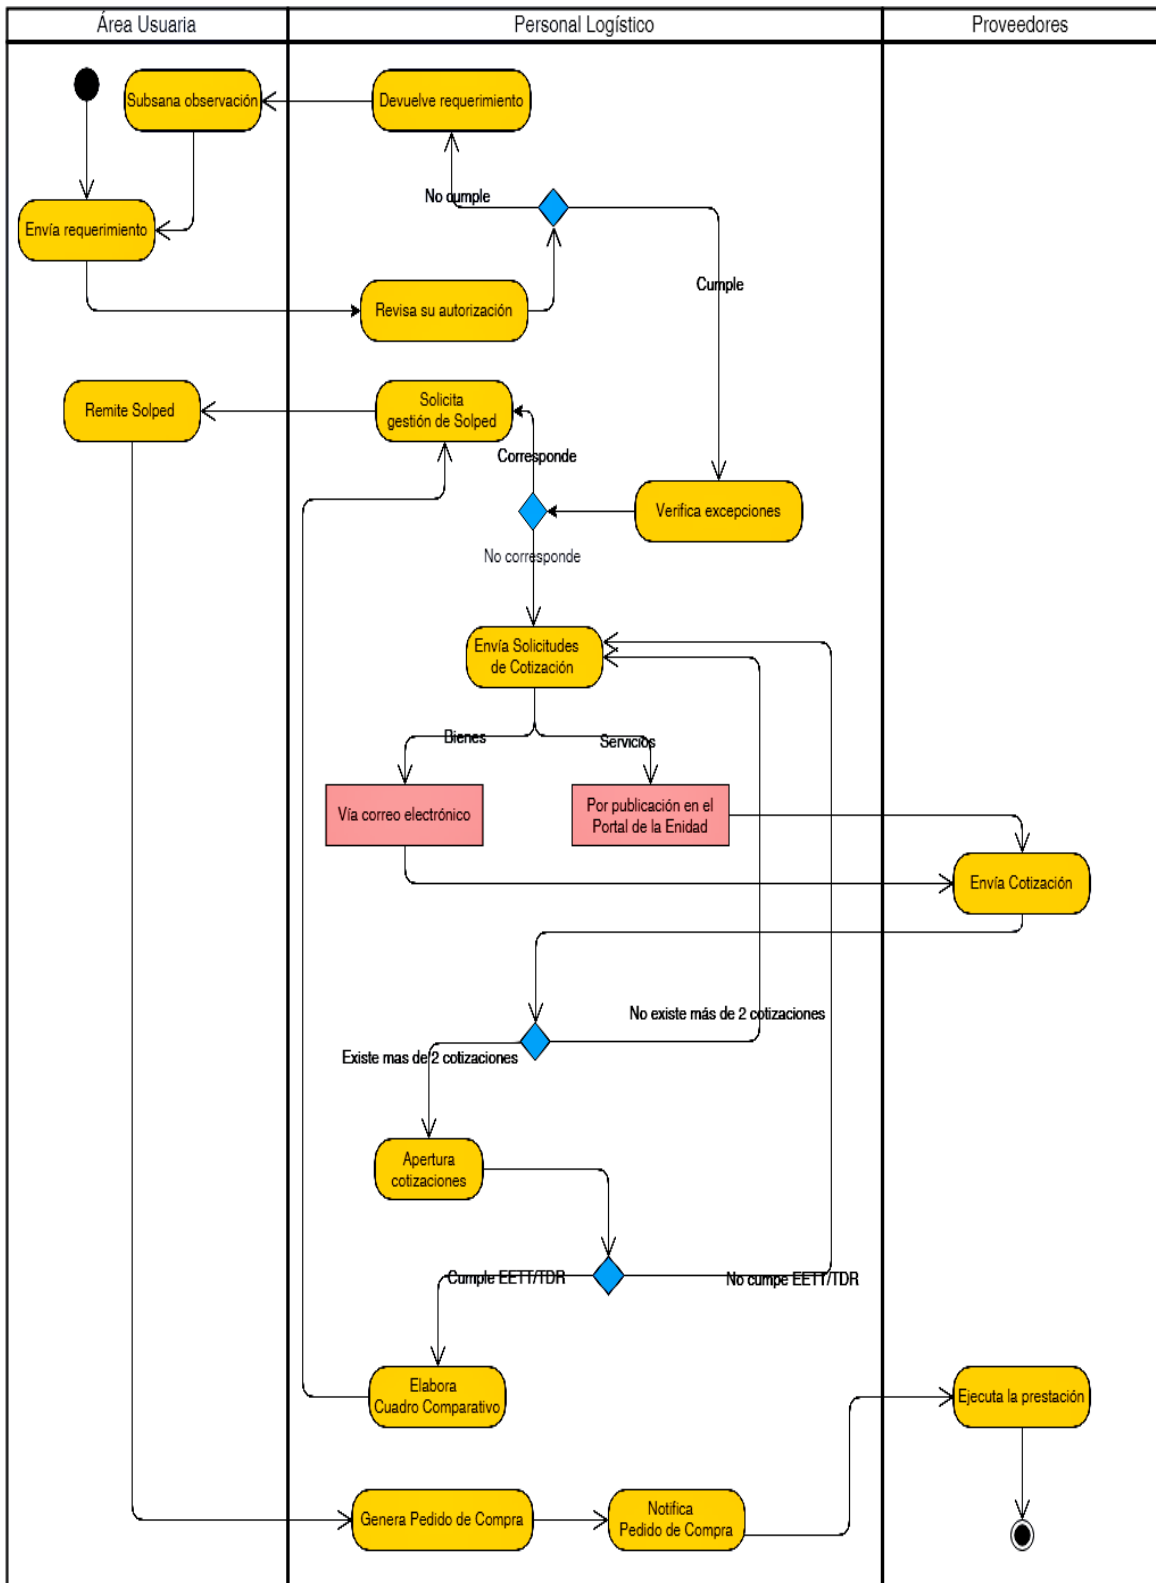 Área Usuaria
Personal Logístico
Proveedores
Subsana observación
Devuelve requerimiento
No cumple
Envía requerimiento
Cumple
Revisa su autorización
Remite Solped
Solicita
gestión de Solped
Corresponde
Verifica excepciones
No corresponde
Envía Solicitudes
de Cotización
Bienes
Servicios
Vía correo electrónico
Por publicación en el
Portal de la Enidad
Envía Cotización
No existe más de 2 cotizaciones
Existe mas de 2 cotizaciones
Apertura
cotizaciones
Cumple EETT/TDR
No cumpe EETT/TDR
Elabora
Cuadro Comparativo
Ejecuta la prestación
Genera Pedido de Compra
Notifica
Pedido de Compra